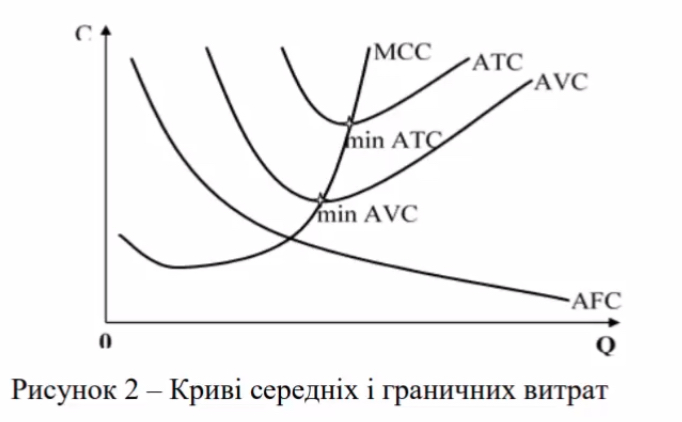 C
MCC
ATC
AVC
min ATC
min AVC
AFC
0
Q
Рисунок 2 – Криві середніх і граничних витрат